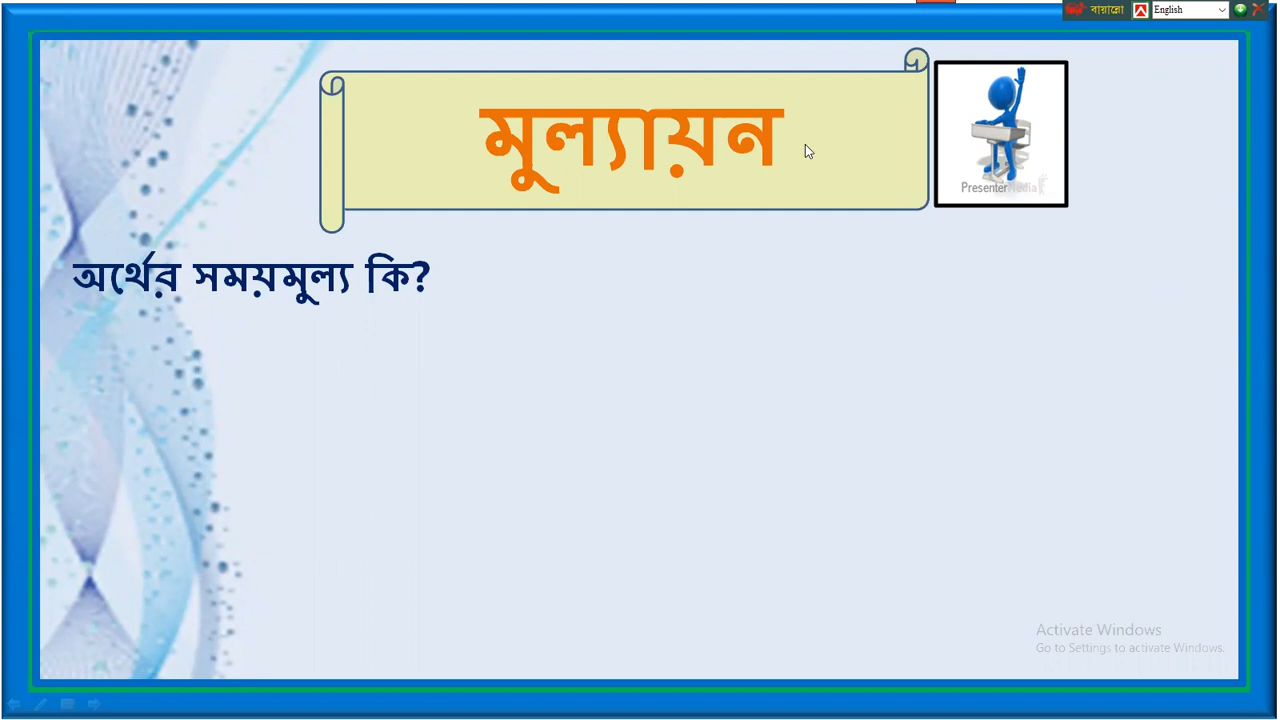 বায়ান্নো English
মুল্যায়ন
PresenterMedia
অর্থের সময়মুল্য কি?
Activate Windows
Go to Settings to activate Windows.